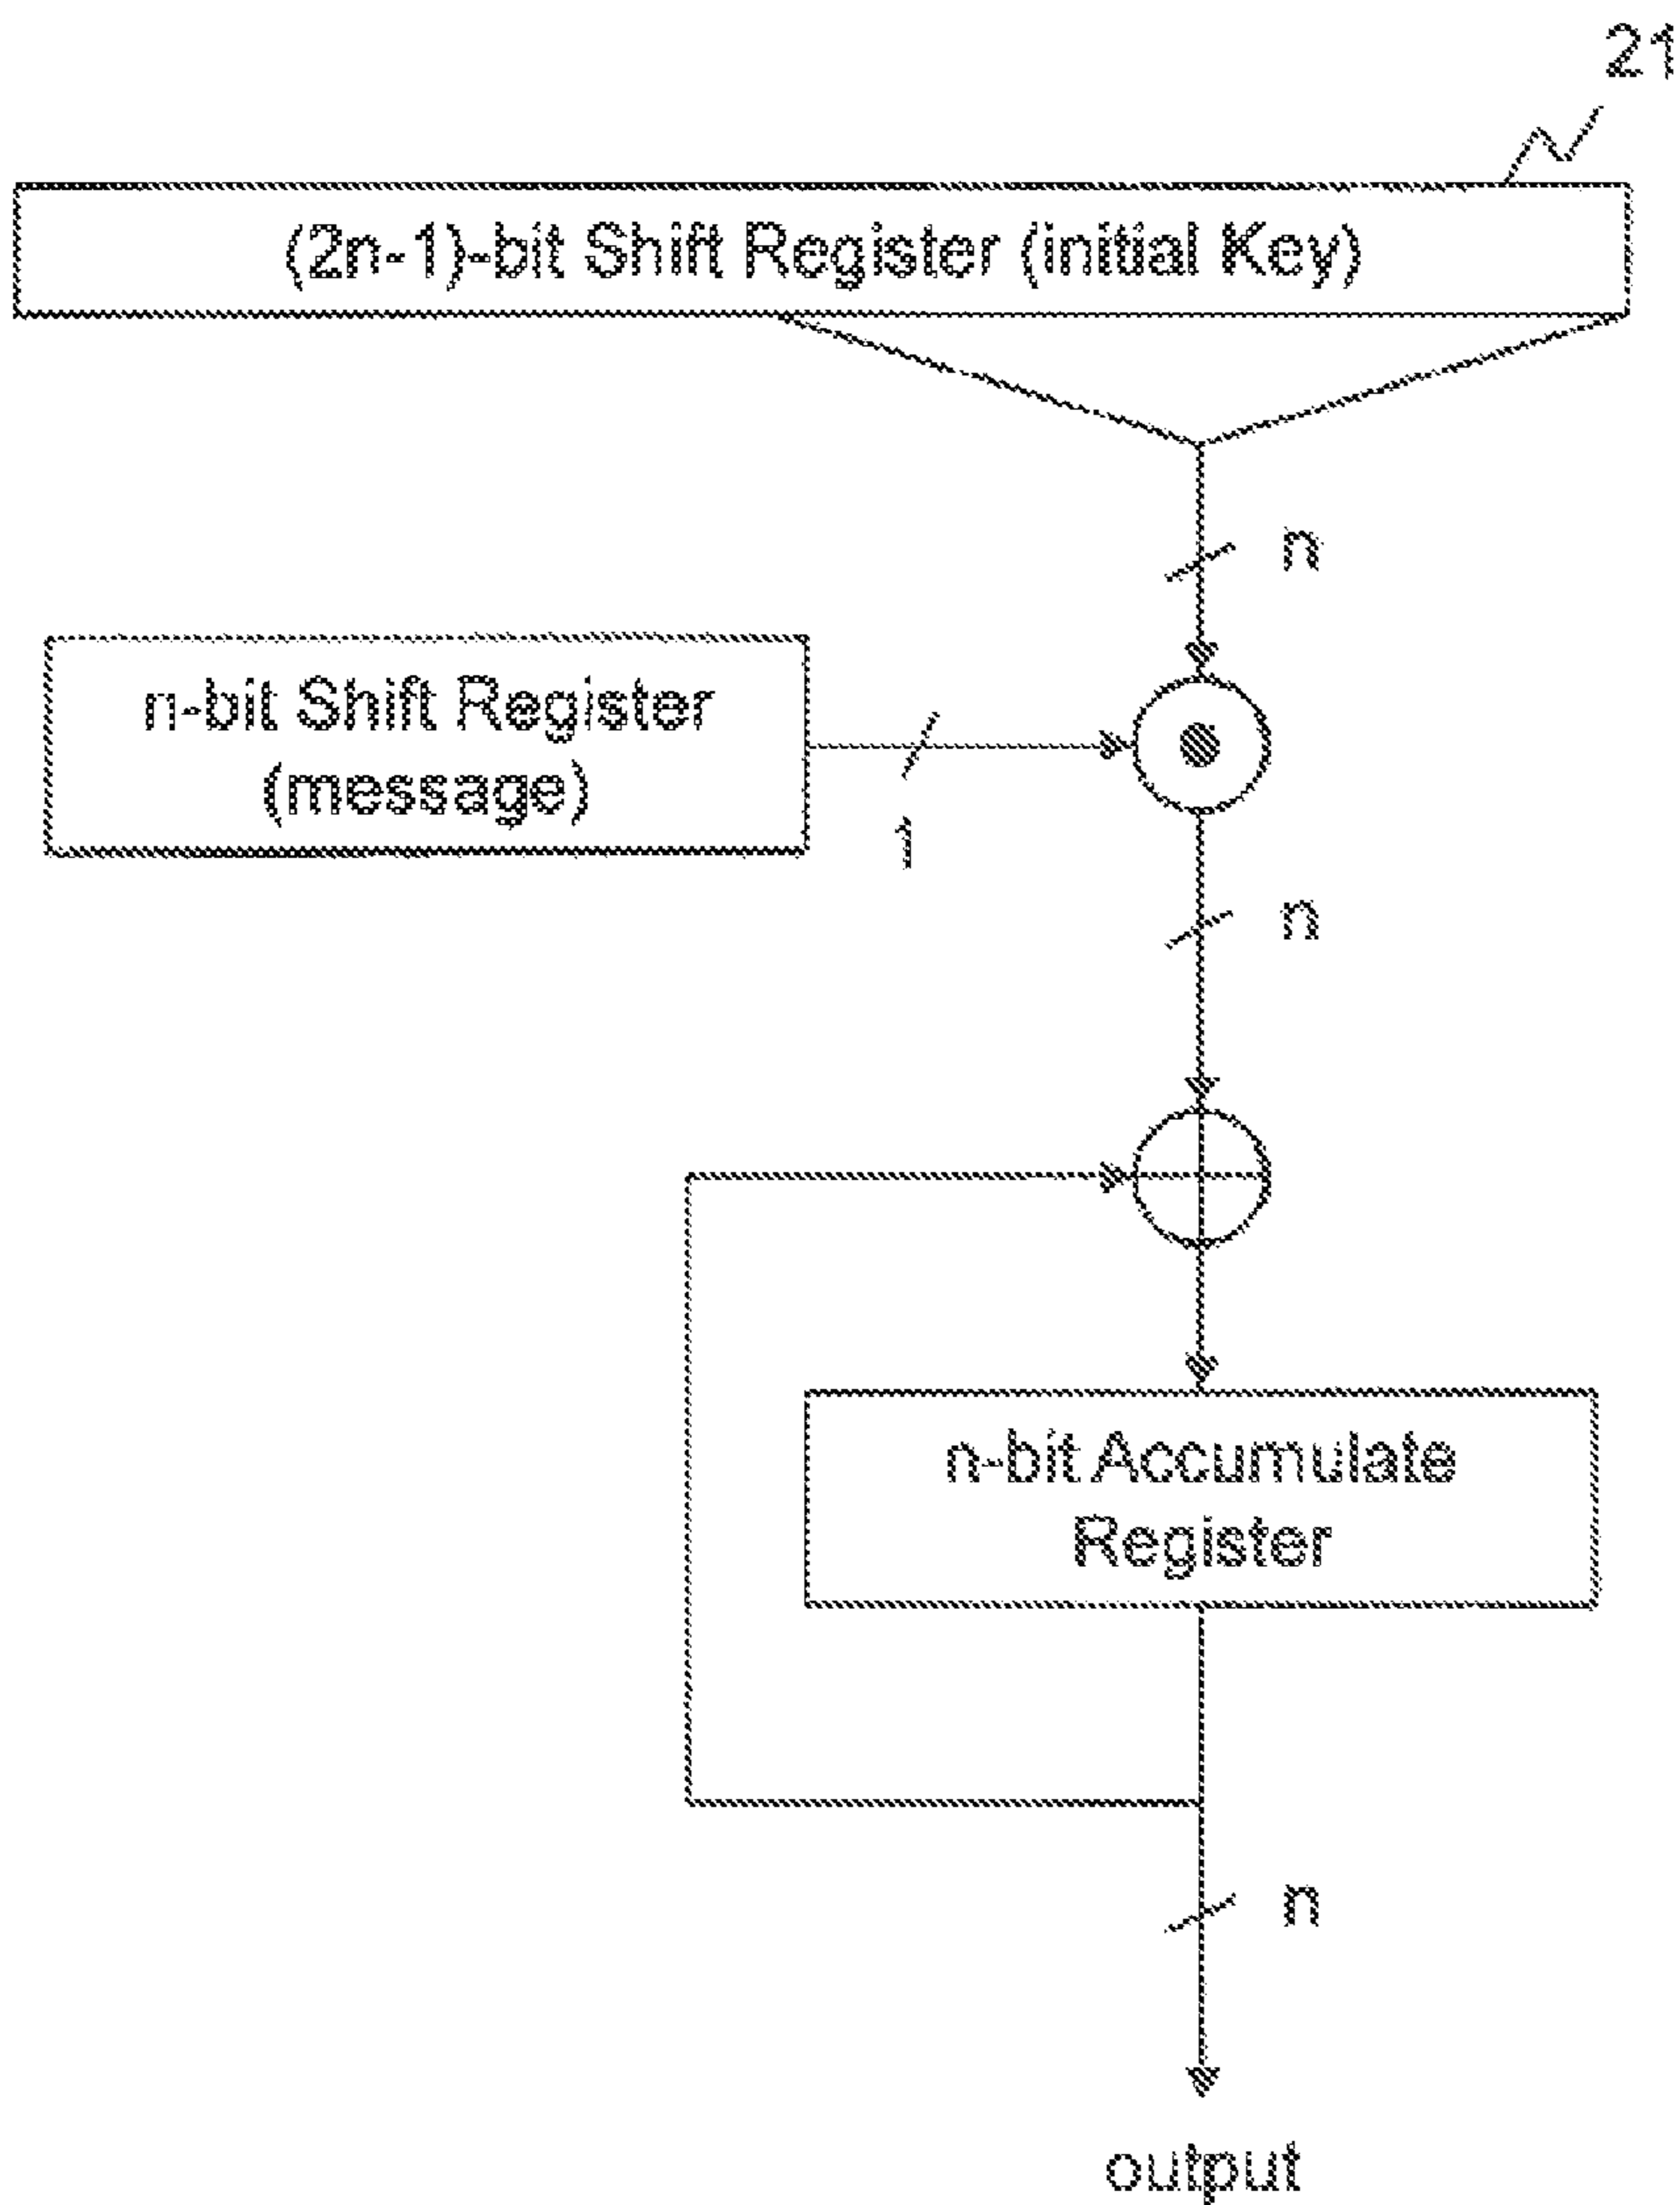 21
(2n-1)-bit Shift Register (initial Key)
n
n-bit Shift Register
(message)
1
n
n-bit Accumulate
Register
n
output